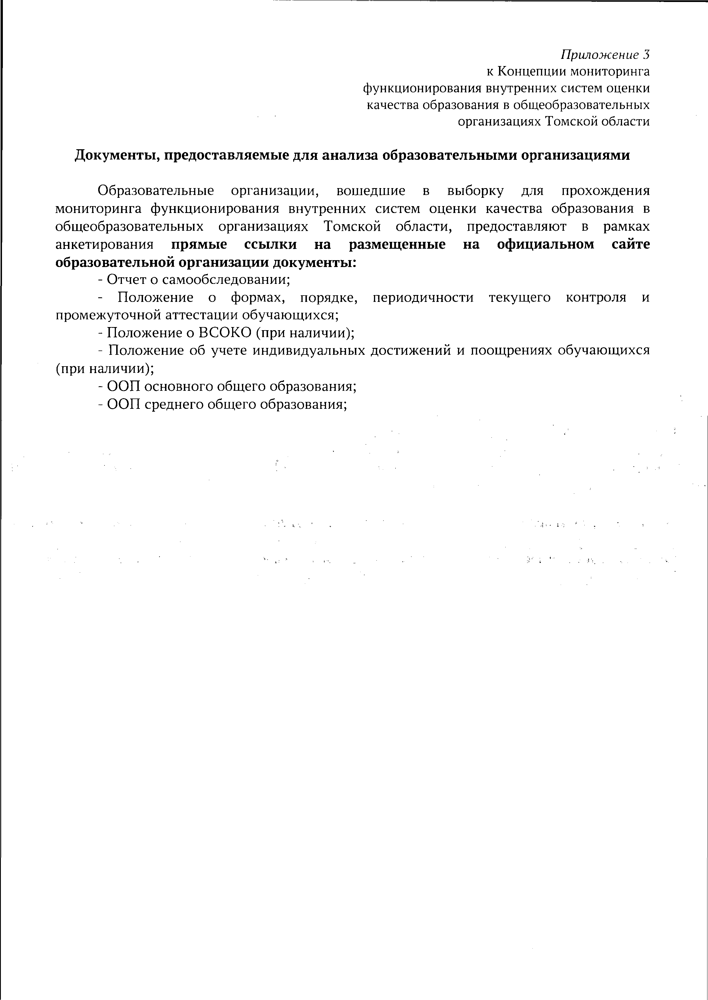 Приложение 3
к Концепции мониторинга
функционирования внутренних систем оценки
качества образования в общеобразовательных
организациях Томской области
Документы, предоставляемые для анализа образовательными организациями
Образовательные организации, вошедшие в выборку для прохождения
мониторинга функционирования внутренних систем оценки качества образования в
общеобразовательных организациях Томской области, предоставляют в рамках
анкетирования прямые ссылки на размещенные на официальном сайте
образовательной организации документы:
- Отчет о самообследовании;
- Положение о формах, порядке, периодичности текущего контроля и
промежуточной аттестации обучающихся;
- Положение о ВСОКО (при наличии);
- Положение об учете индивидуальных достижений и поощрениях обучающихся
(при наличии);
- ООП основного общего образования;
- ООП среднего общего образования;